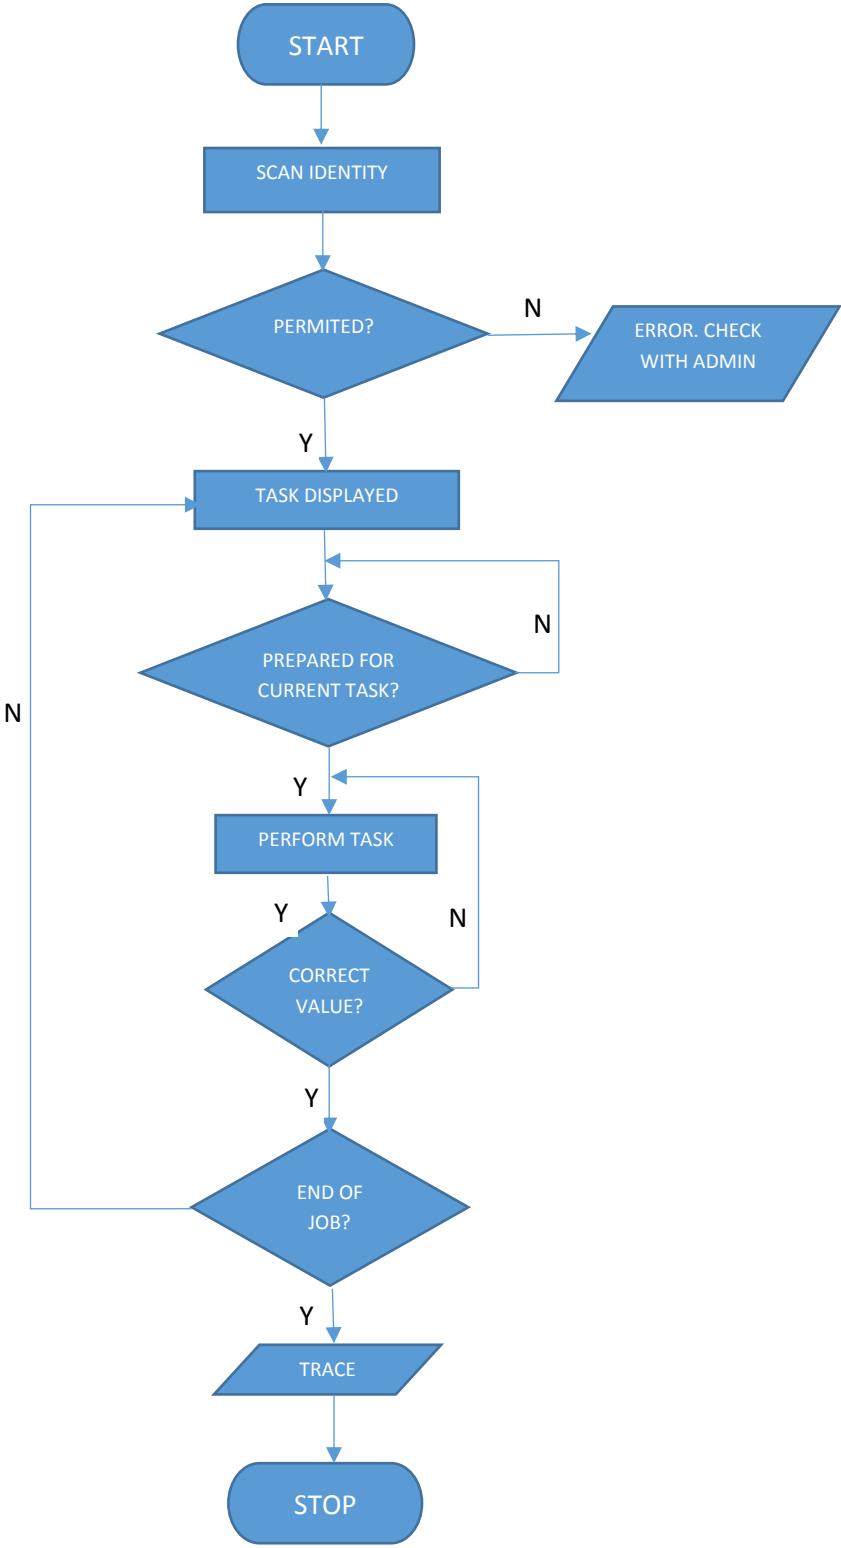 START
SCAN IDENTITY
PERMITED?
N
ERROR. CHECK
WITH ADMIN
Y
TASK DISPLAYED
N
PREPARED FOR
CURRENT TASK?
N
Y
PERFORM TASK
Y
N
CORRECT
VALUE?
Y
END OF
JOB?
Y
TRACE
STOP